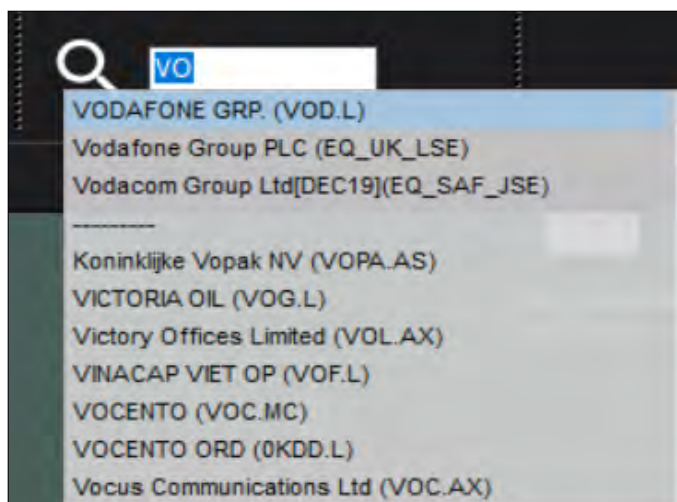 VO
VODAFONE GRP. (VOD.L)
Vodafone Group PLC (EQ_UK_LSE)
Vodacom Group Ltd[DEC19](EQ_SAF_JSE)
---------
Koninklijke Vopak NV (VOPA.AS)
VICTORIA OIL (VOG.L)
Victory Offices Limited (VOL.AX)
VINACAP VIET OP (VOF.L)
VOCENTO (VOC.MC)
VOCENTO ORD (0KDD.L)
Vocus Communications Ltd (VOC.AX)